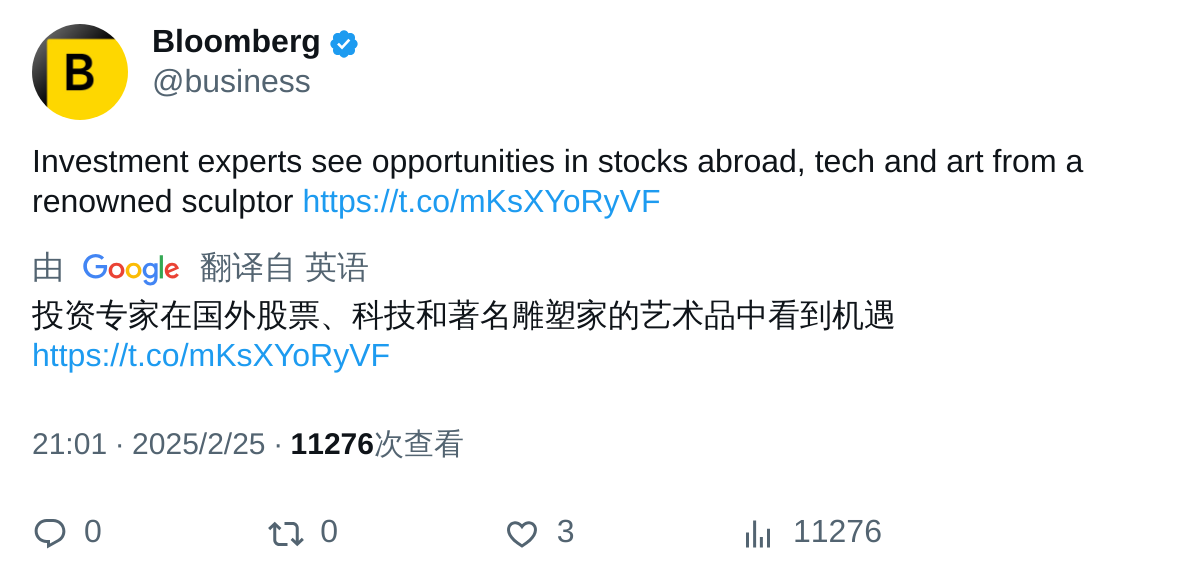 B
Bloomberg
@business
Investment experts see opportunities in stocks abroad, tech and art from a
renowned sculptor https://t.co/mKsXYoRyVF
由 Google 翻译自 英语
投资专家在国外股票、科技和著名雕塑家的艺术品中看到机遇
https://t.co/mKsXYoRyVF
21:01 · 2025/2/25 · 11276次查看
0 0 3 11276